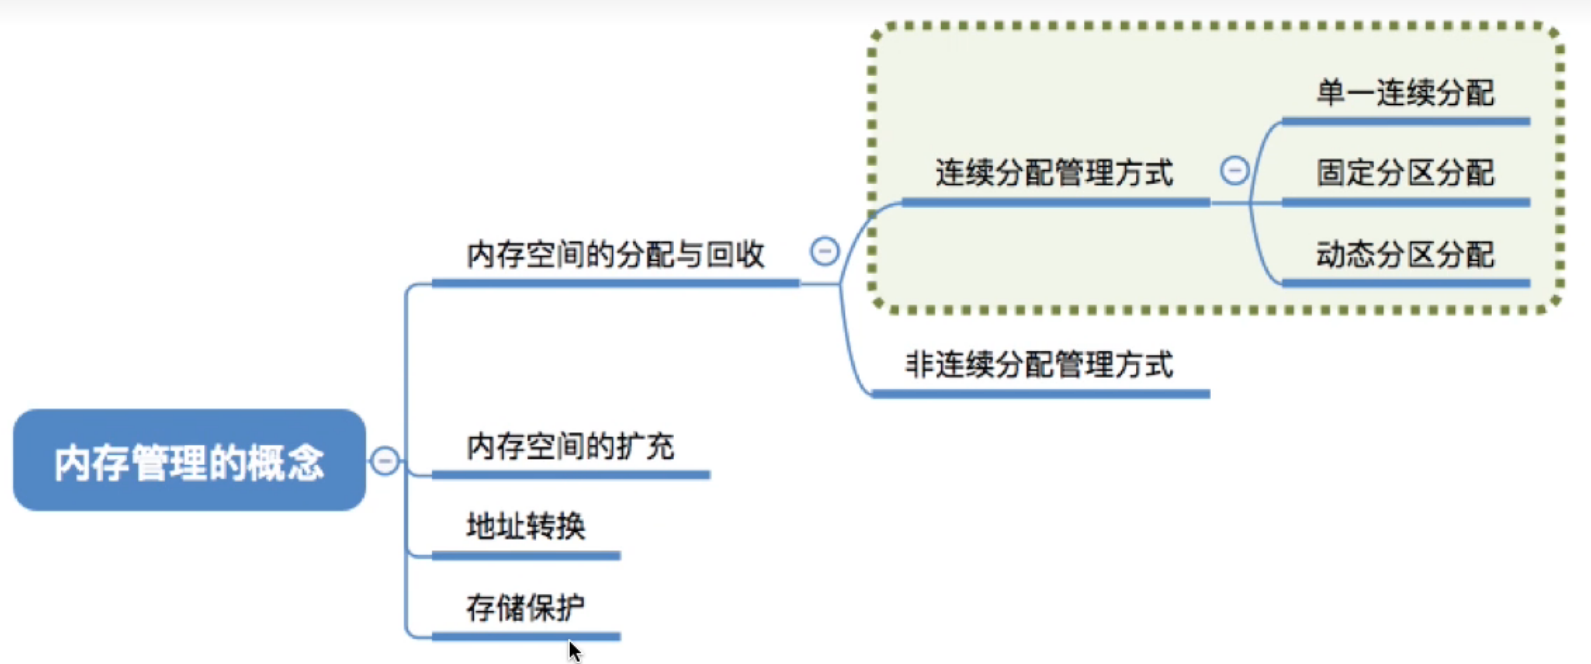 内存管理的概念
内存空间的分配与回收
连续分配管理方式
单一连续分配
固定分区分配
动态分区分配
非连续分配管理方式
内存空间的扩充
地址转换
存储保护